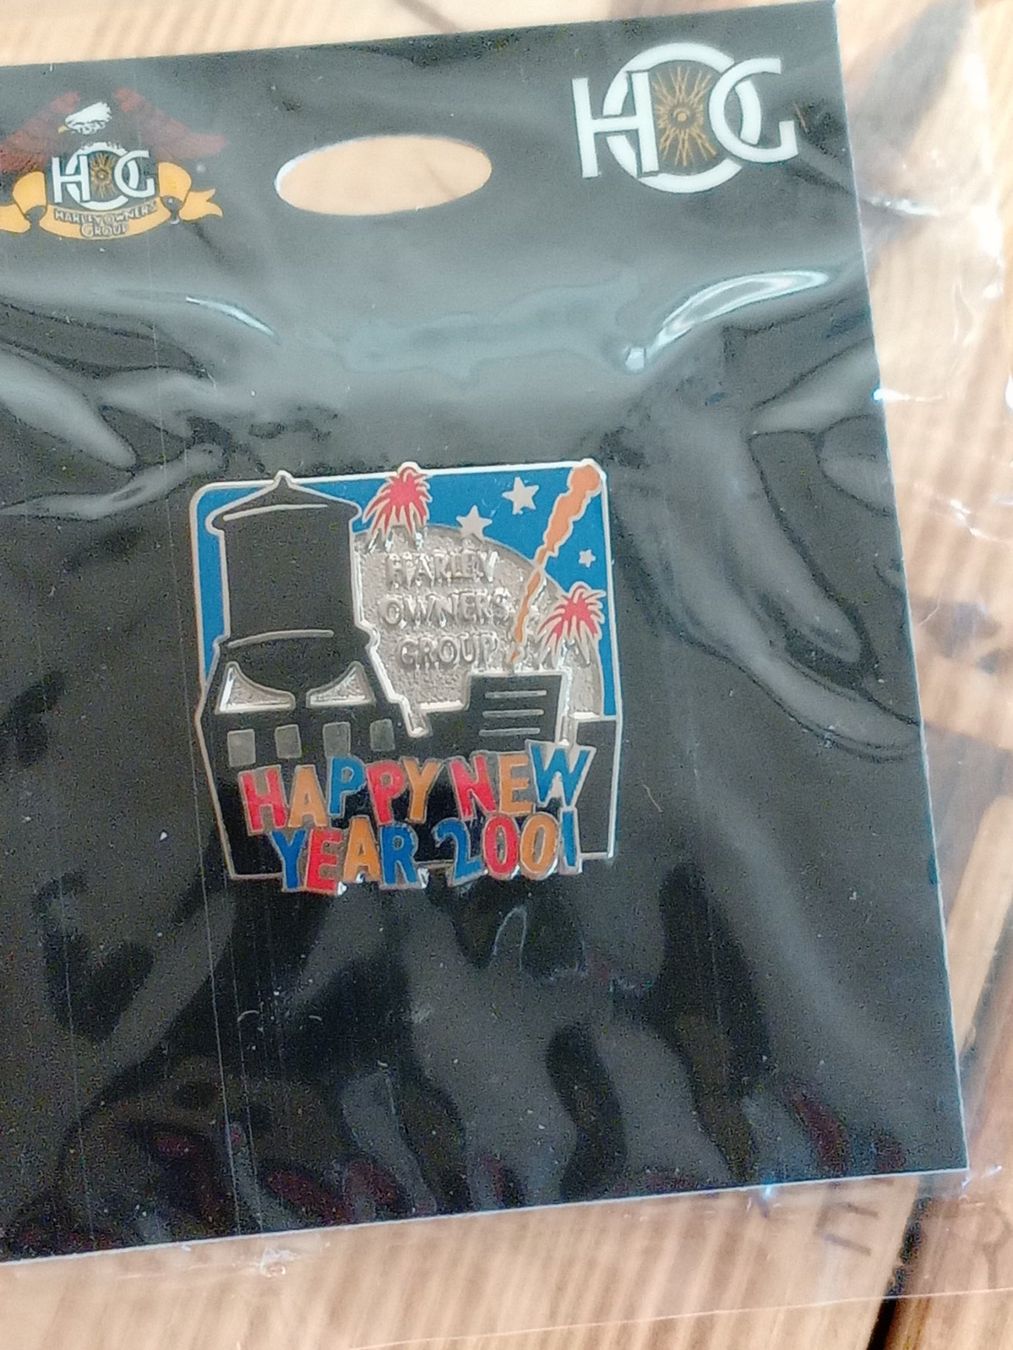 HOG
HARLEY OWNERS
GROUP
HOG
HARLEY
OWNERS
GROUP
HAPPY NEW
YEAR 2001